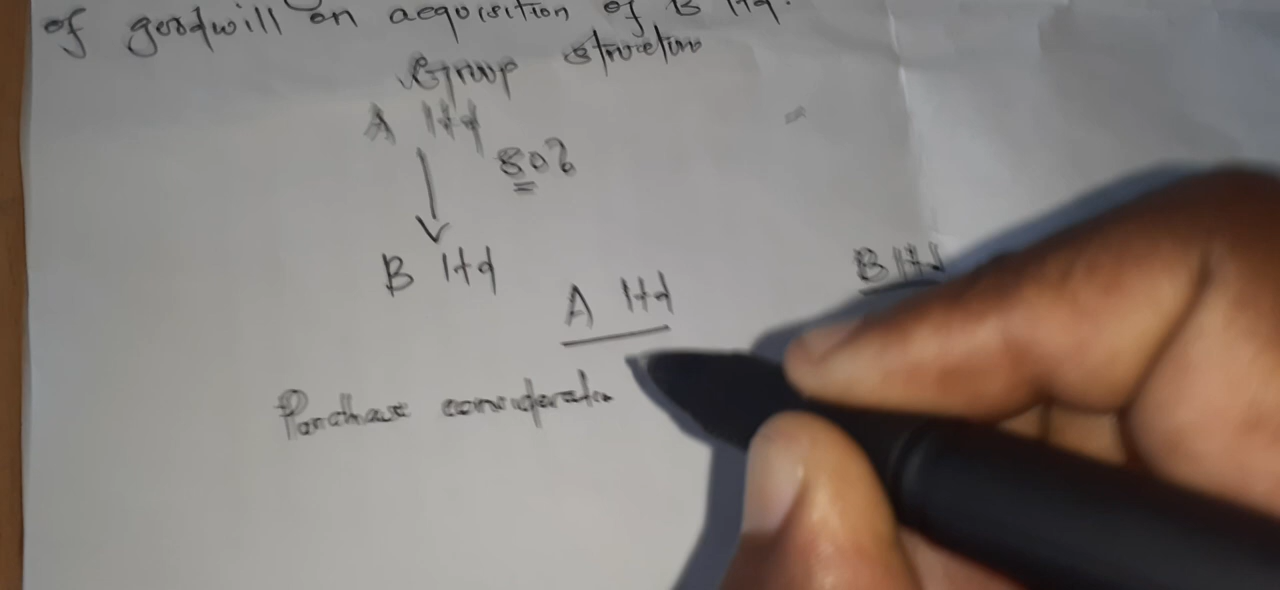 of goodwill on acquisition of B ltd.
Group structure
A ltd
80%
B ltd
A ltd
B ltd
Purchase consideration